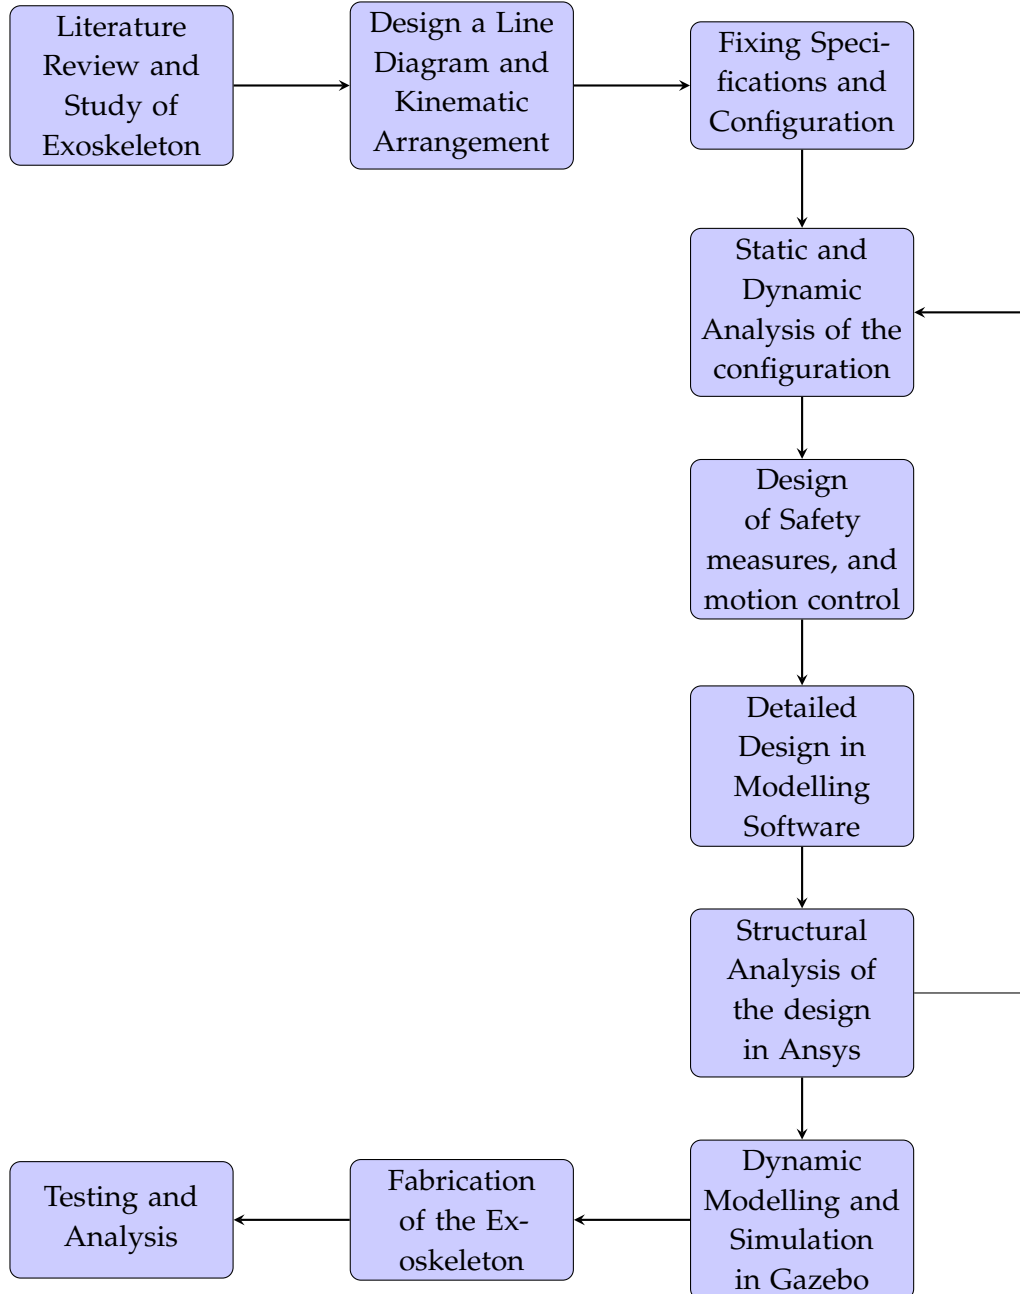 Literature
Review and
Study of
Exoskeleton
Design a Line
Diagram and
Kinematic
Arrangement
Fixing Speci-
fications and
Configuration
Static and
Dynamic
Analysis of the
configuration
Design
of Safety
measures, and
motion control
Detailed
Design in
Modelling
Software
Structural
Analysis of
the design
in Ansys
Dynamic
Modelling and
Simulation
in Gazebo
Fabrication
of the Ex-
oskeleton
Testing and
Analysis